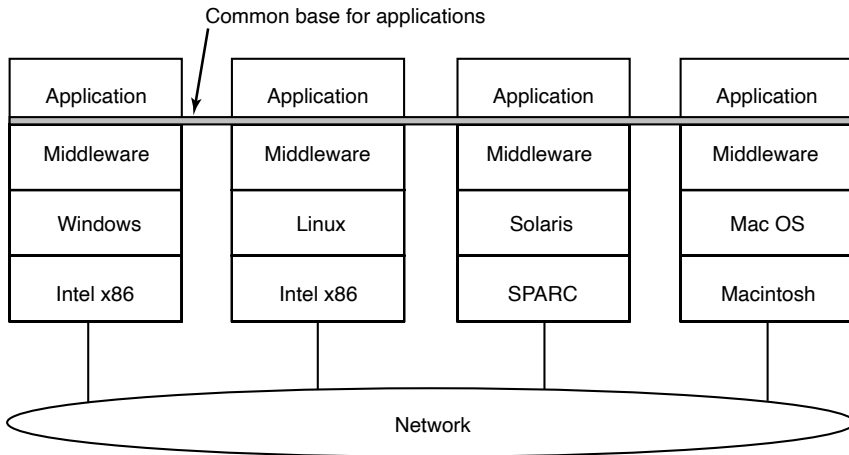 Common base for applications
Application Application Application Application
Middleware Middleware Middleware Middleware
Windows Linux Solaris Mac OS
Intel x86 Intel x86 SPARC Macintosh
Network